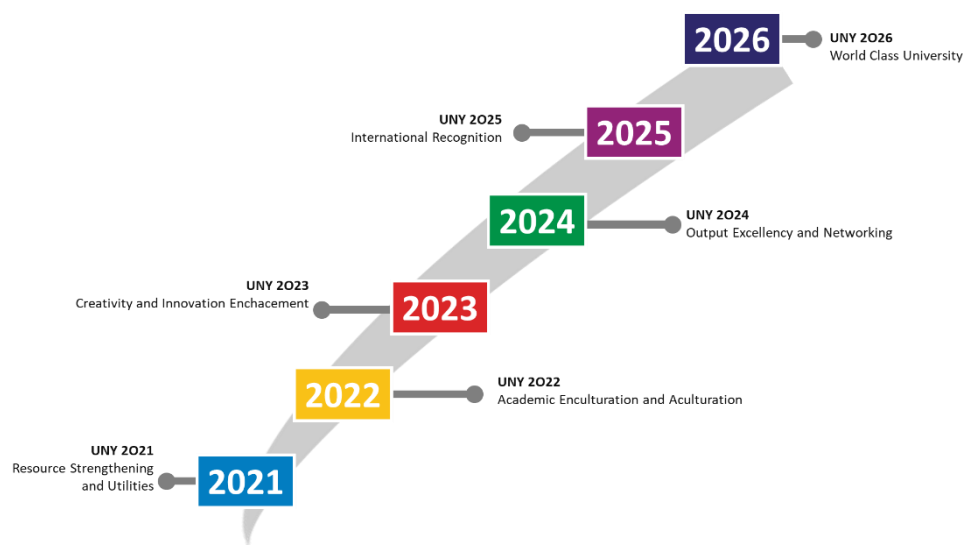 2026
UNY 2O26
World Class University
UNY 2O25
International Recognition
2025
2024
UNY 2O24
Output Excellency and Networking
UNY 2O23
Creativity and Innovation Enchacement
2023
2022
UNY 2O22
Academic Enculturation and Aculturation
UNY 2O21
Resource Strengthening
and Utilities
2021